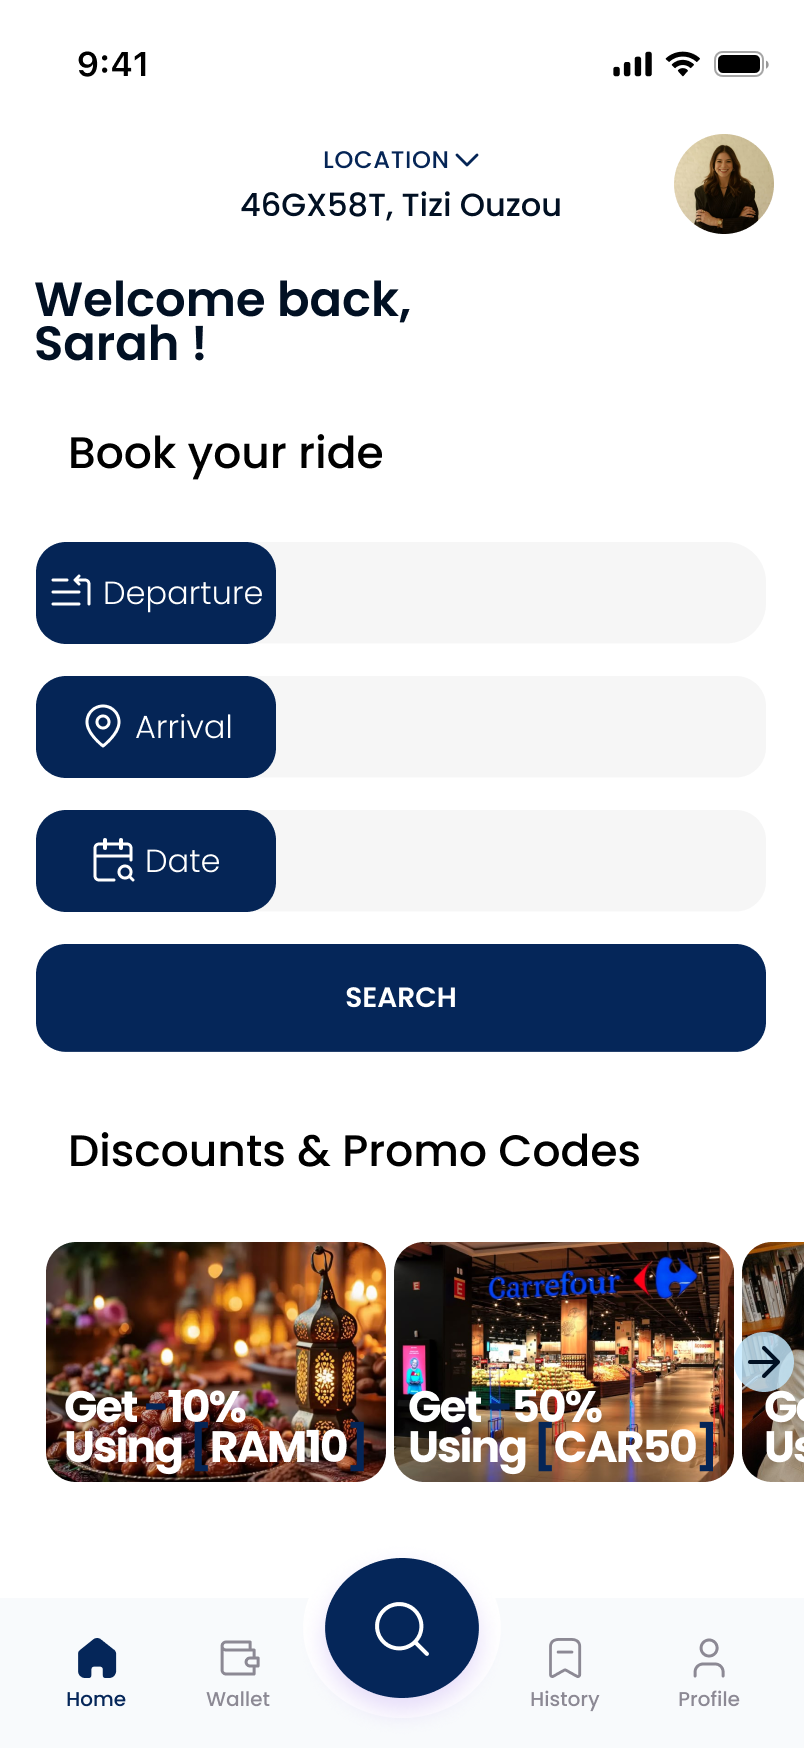 9:41
LOCATION
46GX58T, Tizi Ouzou
Welcome back,
Sarah !
Book your ride
Departure
Arrival
Date
SEARCH
Discounts & Promo Codes
Get -10%
Using [RAM10]
Carrefour
E
E
Get -50%
Using [CAR50]
Home
Wallet
History
Profile